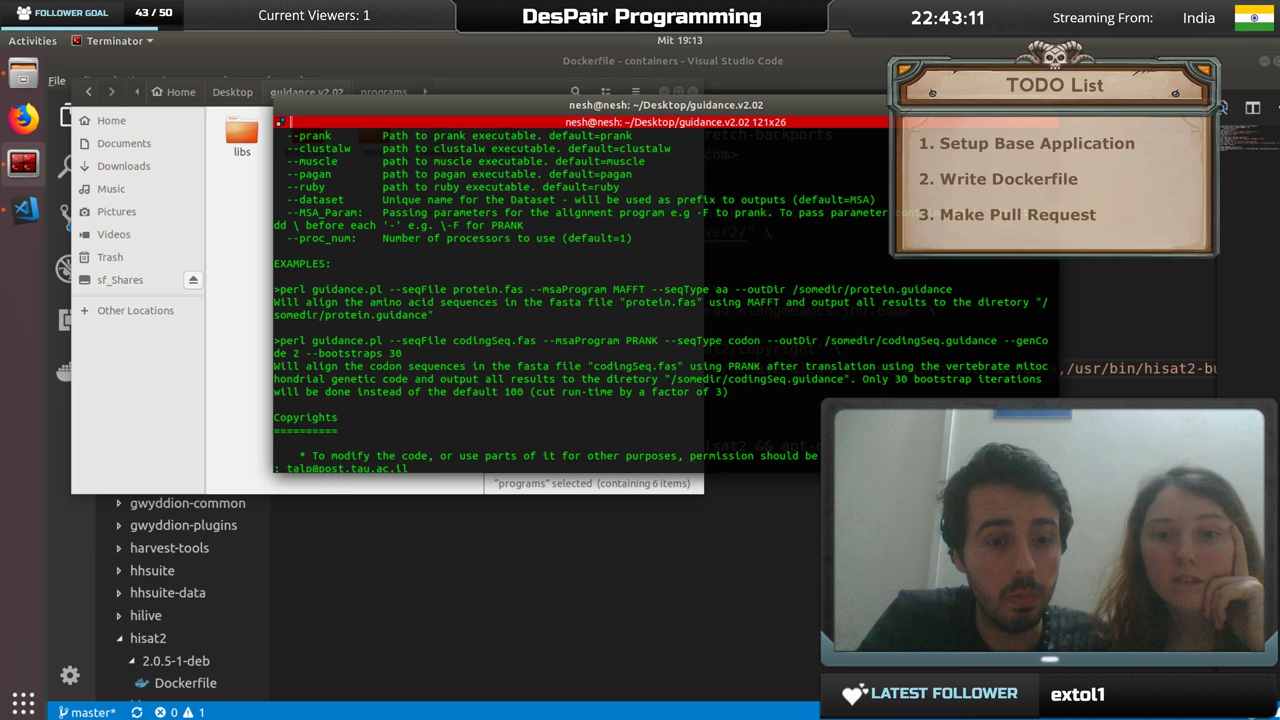 FOLLOWER GOAL
43 / 50
Current Viewers: 1
DesPair Programming
22:43:11
Streaming From:
India
Activities
Terminator
Mit 19:13
Dockerfile - containers - Visual Studio Code
File
Home
Desktop
guidance.v2.02
programs
nesh@nesh: ~/Desktop/guidance.v2.02
nesh@nesh: ~/Desktop/guidance.v2.02 121x26
Home
Documents
Downloads
Music
Pictures
Videos
Trash
sf_Shares
+ Other Locations
libs
--prank Path to prank executable. default=prank
--clustalw path to clustalw executable. default=clustalw
--muscle path to muscle executable. default=muscle
--pagan path to pagan executable. default=pagan
--ruby path to ruby executable. default=ruby
--dataset Unique name for the Dataset - will be used as prefix to outputs (default=MSA)
--MSA_Param: Passing parameters for the alignment program e.g -F to prank. To pass parameter
dd \ before each '-' e.g. \-F for PRANK
--proc_num: Number of processors to use (default=1)
EXAMPLES:
>perl guidance.pl --seqFile protein.fas --msaProgram MAFFT --seqType aa --outDir /somedir/protein.guidance
Will align the amino acid sequences in the fasta file "protein.fas" using MAFFT and output all results to the diretory "/
somedir/protein.guidance"
>perl guidance.pl --seqFile codingSeq.fas --msaProgram PRANK --seqType codon --outDir /somedir/codingSeq.guidance --genCo
de 2 --bootstraps 30
Will align the codon sequences in the fasta file "codingSeq.fas" using PRANK after translation using the vertebrate mitoc
hondrial genetic code and output all results to the diretory "/somedir/codingSeq.guidance". Only 30 bootstrap iterations
will be done instead of the default 100 (cut run-time by a factor of 3)
Copyrights
==========
* To modify the code, or use parts of it for other purposes, permission should be
: talp@post.tau.ac.il
"programs" selected (containing 6 items)
,/usr/bin/hisat2-bu
TODO List
1. Setup Base Application
2. Write Dockerfile
3. Make Pull Request
gwyddion-common
gwyddion-plugins
harvest-tools
hhsuite
hhsuite-data
hilive
hisat2
2.0.5-1-deb
Dockerfile
master*
0
1
LATEST FOLLOWER
extol1